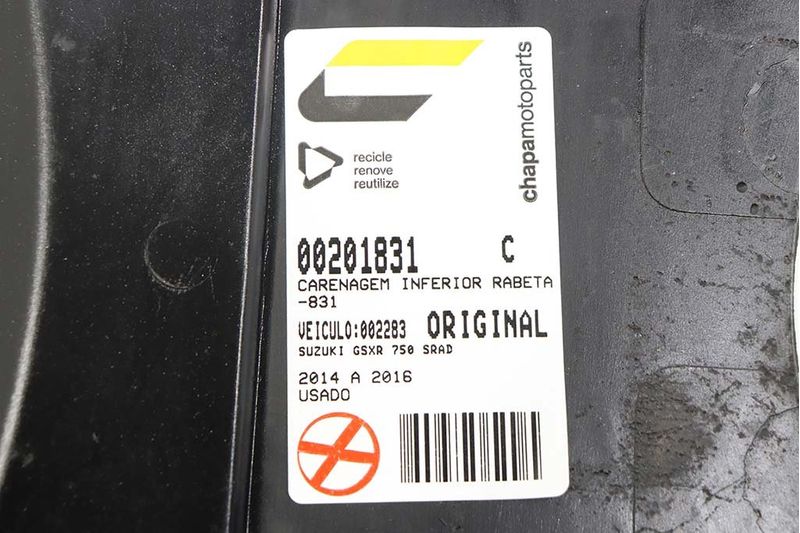 chapamotoparts
recicle
renove
reutilize
00201831 C
CARENAGEM INFERIOR RABETA
-831
VEICULO:002283 ORIGINAL
SUZUKI GSXR 750 SRAD
2014 A 2016
USADO